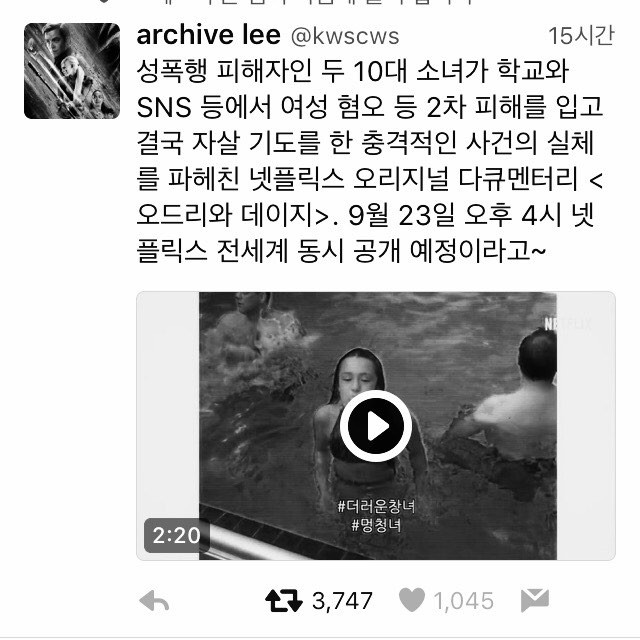 archive lee @kwscws 15시간
성폭행 피해자인 두 10대 소녀가 학교와
SNS 등에서 여성 혐오 등 2차 피해를 입고
결국 자살 기도를 한 충격적인 사건의 실체
를 파헤친 넷플릭스 오리지널 다큐멘터리 <
오드리와 데이지>. 9월 23일 오후 4시 넷
플릭스 전세계 동시 공개 예정이라고~
NETFLIX
#더러운창녀
#멍청녀
2:20
3,747 1,045